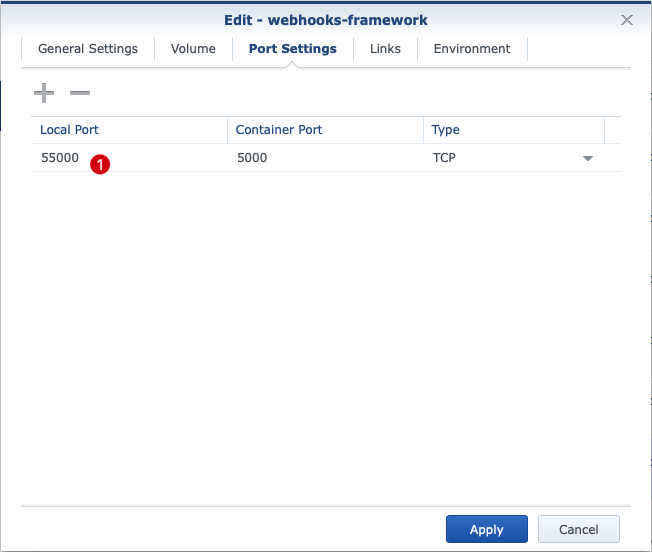 Edit - webhooks-framework
General Settings Volume Port Settings Links Environment
Local Port Container Port Type
55000 1 5000 TCP
Apply Cancel